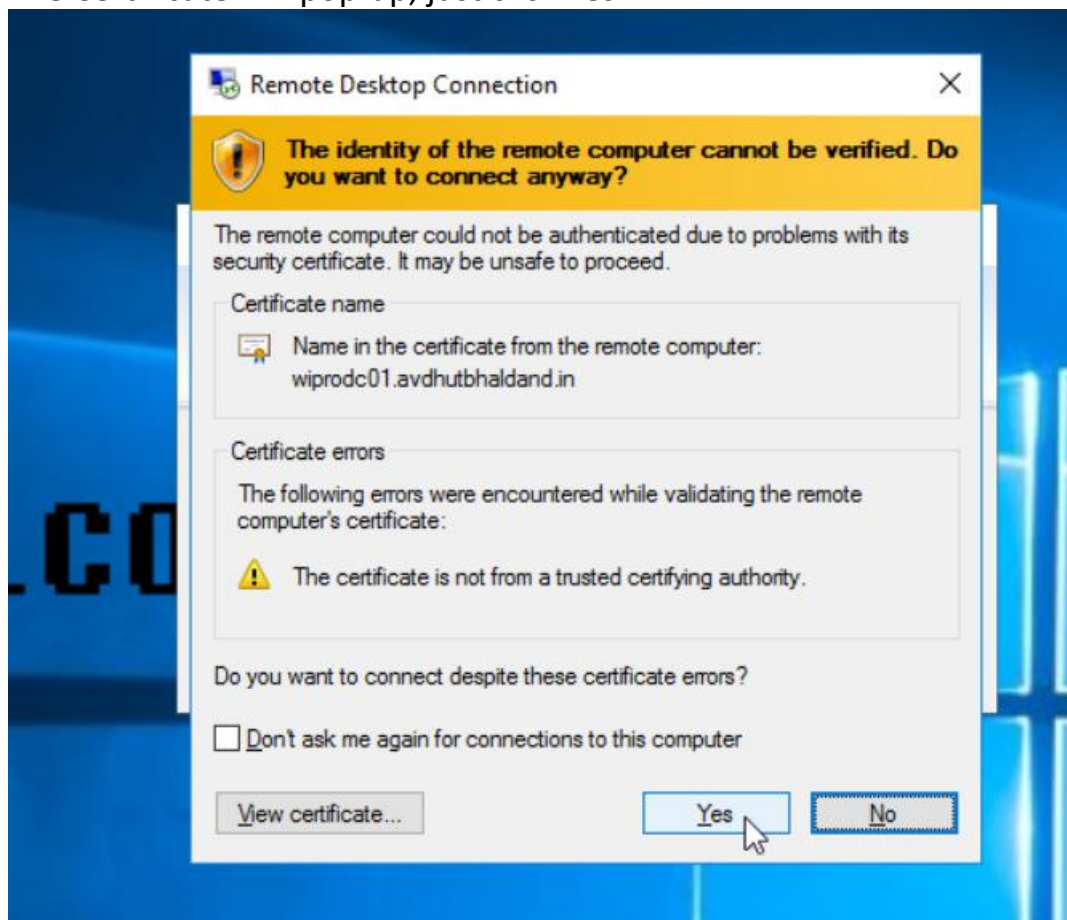 Remote Desktop Connection
The identity of the remote computer cannot be verified. Do
you want to connect anyway?
The remote computer could not be authenticated due to problems with its
security certificate. It may be unsafe to proceed.
Certificate name
Name in the certificate from the remote computer:
wiprodc01.avdhutbhaldand.in
Certificate errors
The following errors were encountered while validating the remote
computer's certificate:
The certificate is not from a trusted certifying authority.
Do you want to connect despite these certificate errors?
Don't ask me again for connections to this computer
View certificate...
Yes
No